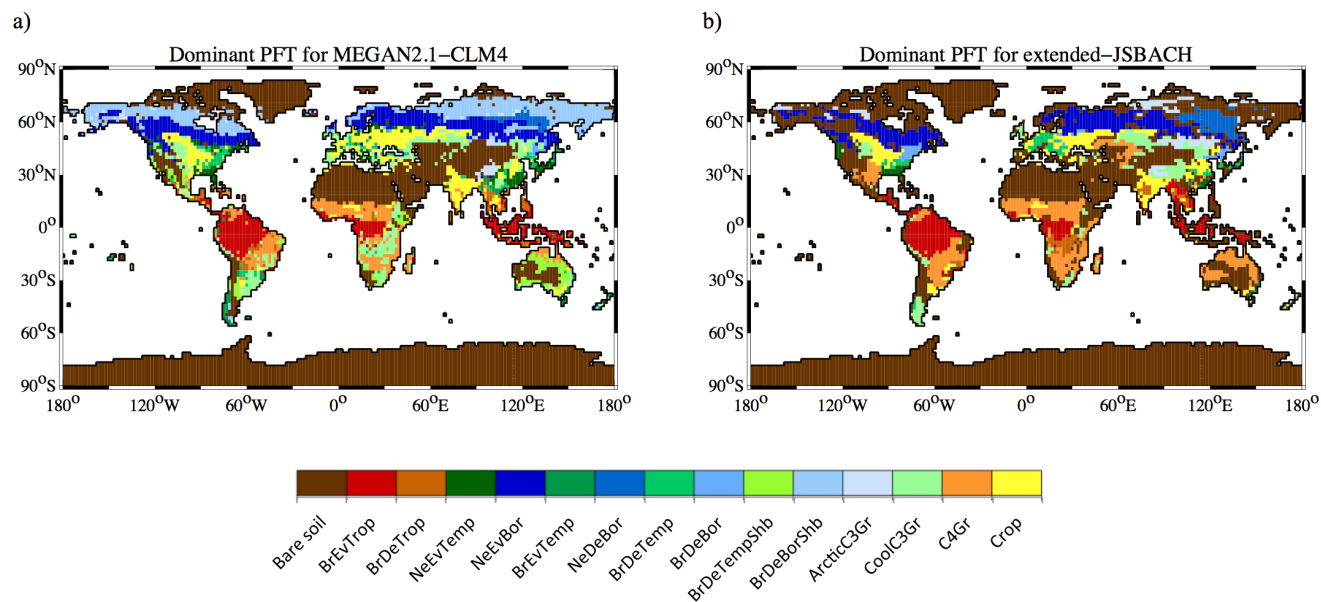 a)
b)
Dominant PFT for MEGAN2.1−CLM4
Dominant PFT for extended−JSBACH
90°N
60°N
30°N
0°
30°S
60°S
90°S
180°
120°W
60°W
0°
60°E
120°E
180°
90°N
60°N
30°N
0°
30°S
60°S
90°S
180°
120°W
60°W
0°
60°E
120°E
180°
Bare soil
BrEvTrop
BrDeTrop
NeEvTemp
NeEvBor
BrEvTemp
NeDeBor
BrDeTemp
BrDeBor
BrDeTempShb
BrDeBorShb
ArcticC3Gr
CoolC3Gr
C4Gr
Crop